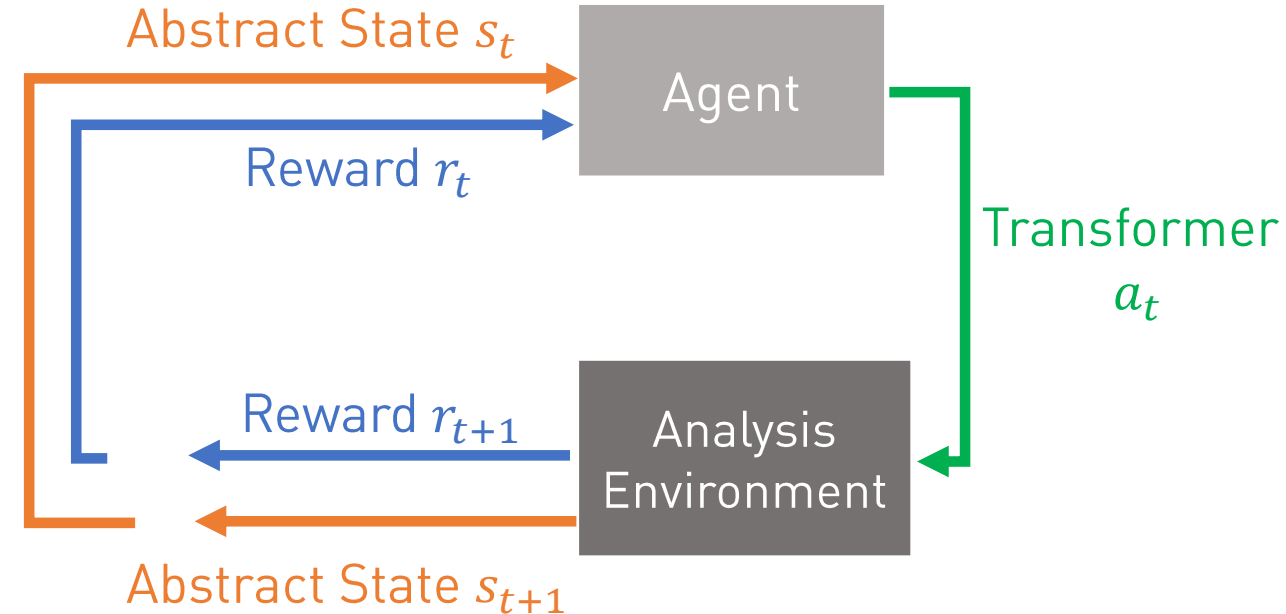 Abstract State s_t
Agent
Reward r_t
Transformer
a_t
Reward r_{t+1}
Analysis
Environment
Abstract State s_{t+1}